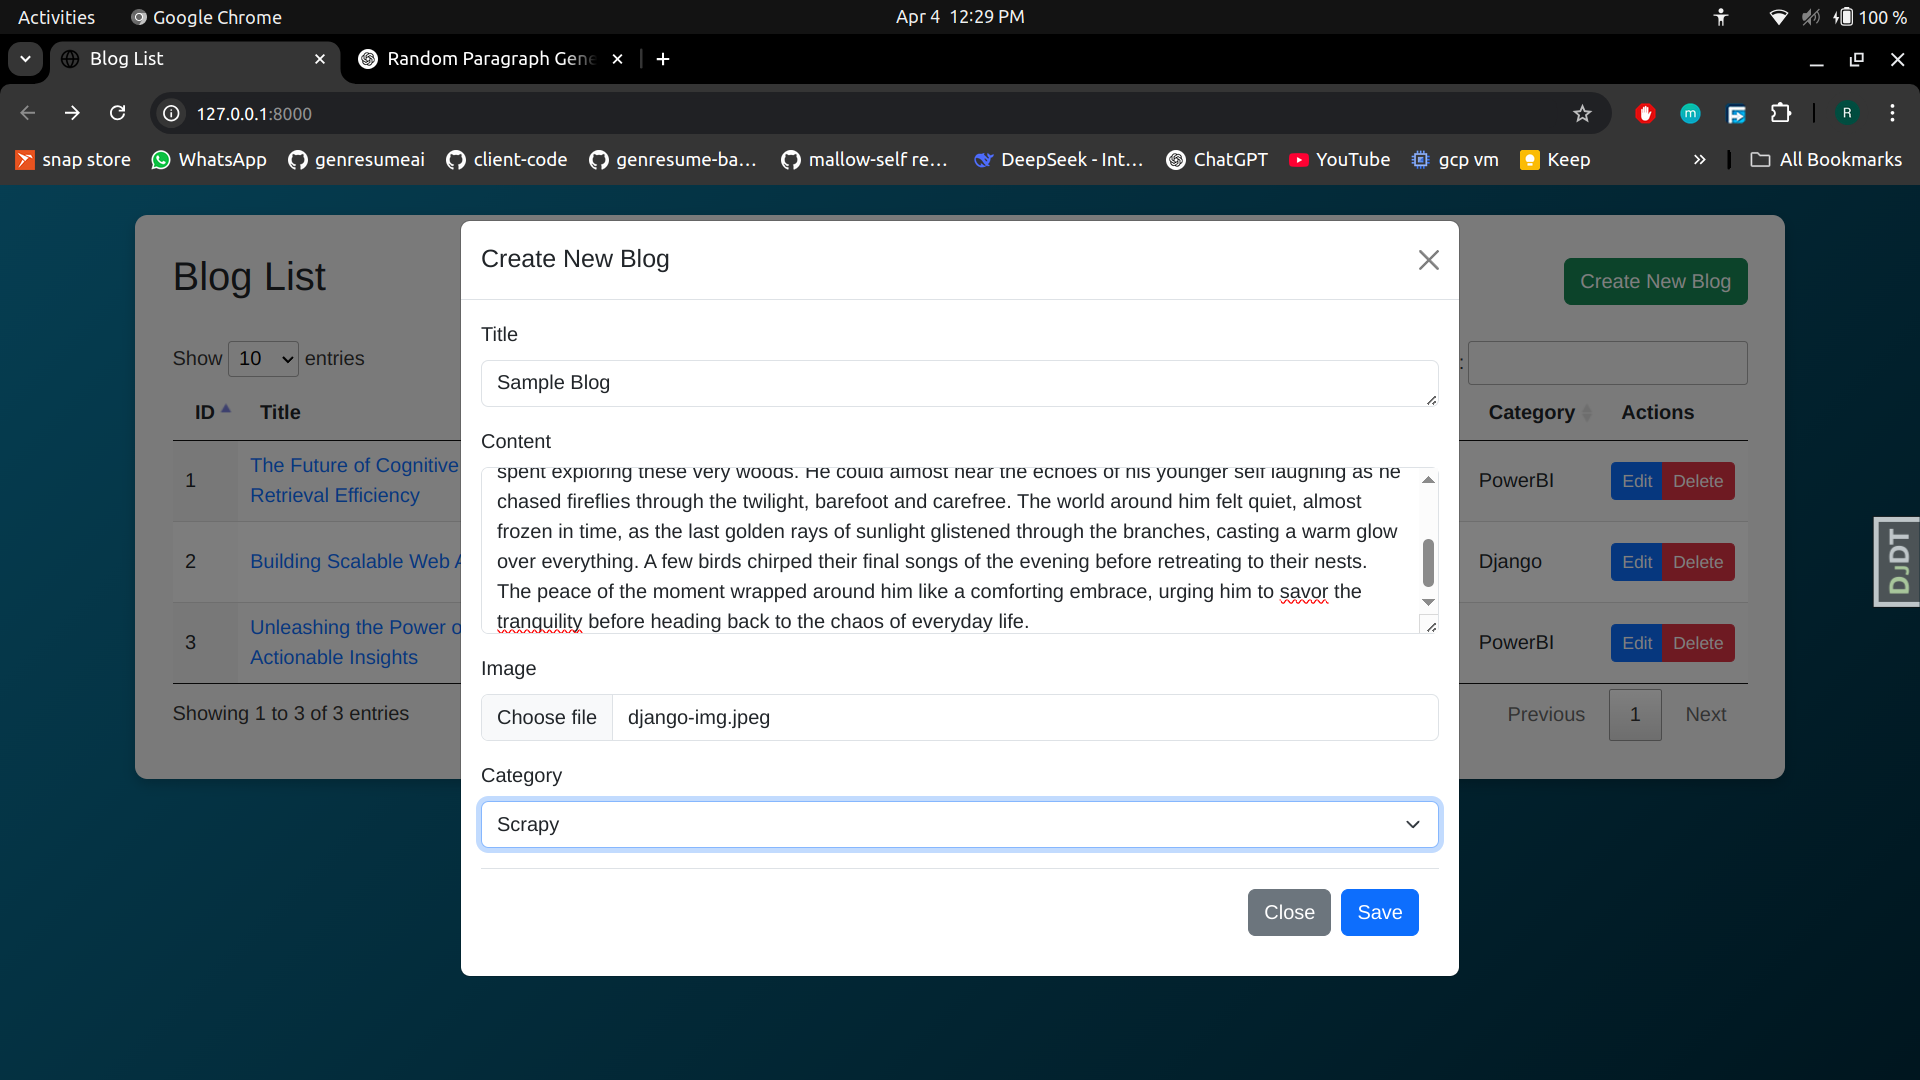 Activities Google Chrome Apr 4 12:29 PM 100 %
Blog List Random Paragraph Gene
127.0.0.1:8000 m R
snap store WhatsApp genresumeai client-code genresume-ba... mallow-self re... DeepSeek - Int... ChatGPT YouTube gcp vm Keep » All Bookmarks
Blog List
Create New Blog
Show 10 entries
:
ID Title Category Actions
1 The Future of Cognitive
Retrieval Efficiency
PowerBI Edit Delete
2 Building Scalable Web A Django Edit Delete
3 Unleashing the Power o
Actionable Insights
PowerBI Edit Delete
Showing 1 to 3 of 3 entries
Previous 1 Next
DJDT
Create New Blog
Title
Sample Blog
Content
spent exploring these very woods. He could almost hear the echoes of his younger self laughing as he
chased fireflies through the twilight, barefoot and carefree. The world around him felt quiet, almost
frozen in time, as the last golden rays of sunlight glistened through the branches, casting a warm glow
over everything. A few birds chirped their final songs of the evening before retreating to their nests.
The peace of the moment wrapped around him like a comforting embrace, urging him to savor the
tranquility before heading back to the chaos of everyday life.
Image
Choose file django-img.jpeg
Category
Scrapy
Close Save